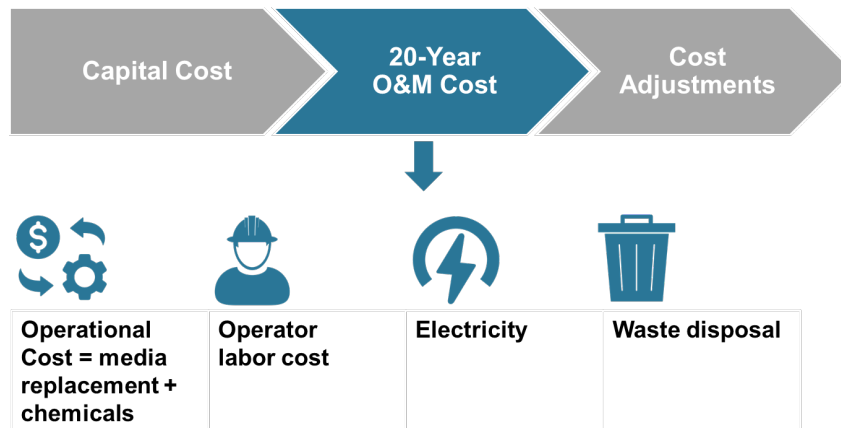 Capital Cost
20-Year
O&M Cost
Cost
Adjustments
$
Operational
Cost = media
replacement +
chemicals
Operator
labor cost
Electricity
Waste disposal